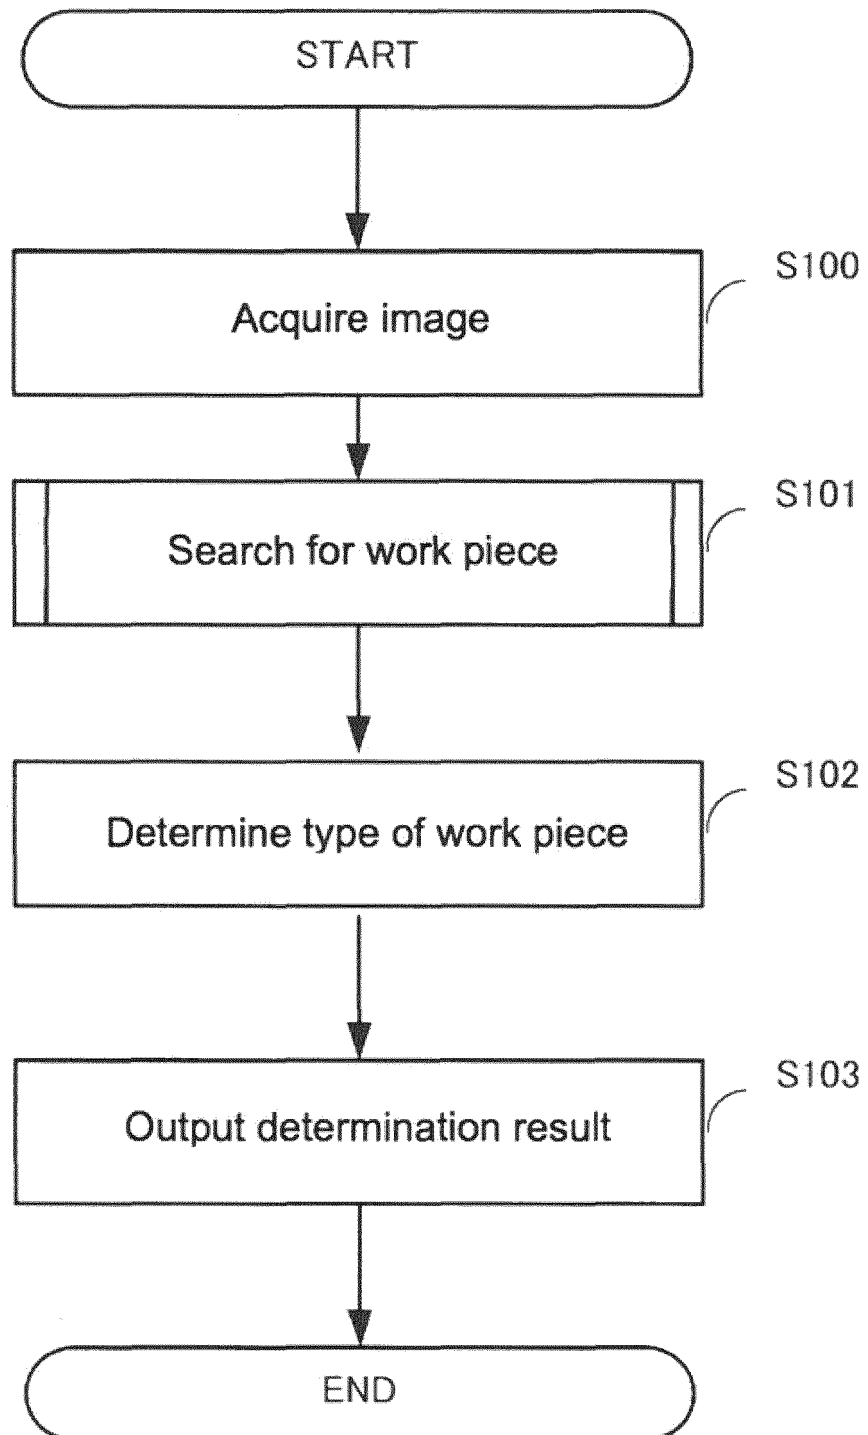 START
S100
Acquire image
S101
Search for work piece
S102
Determine type of work piece
S103
Output determination result
END